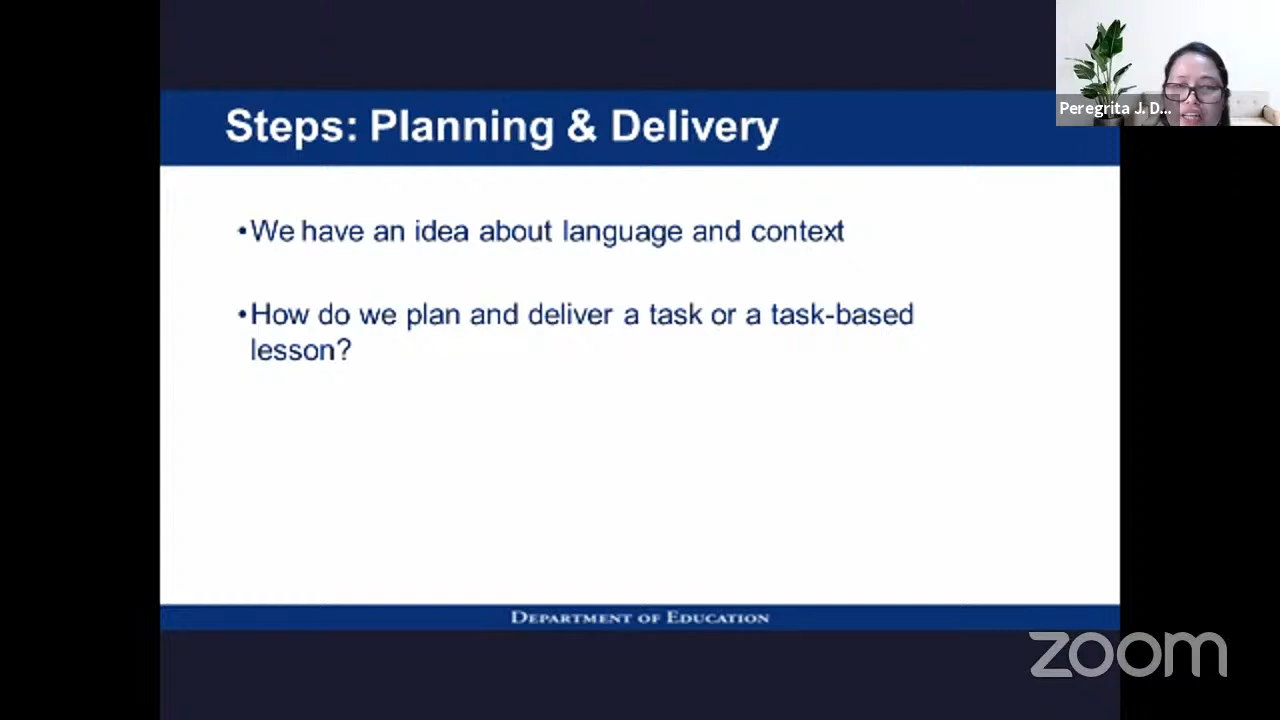 Steps: Planning & Delivery
Peregrita J. D...
•We have an idea about language and context
•How do we plan and deliver a task or a task-based
lesson?
DEPARTMENT OF EDUCATION
zoom